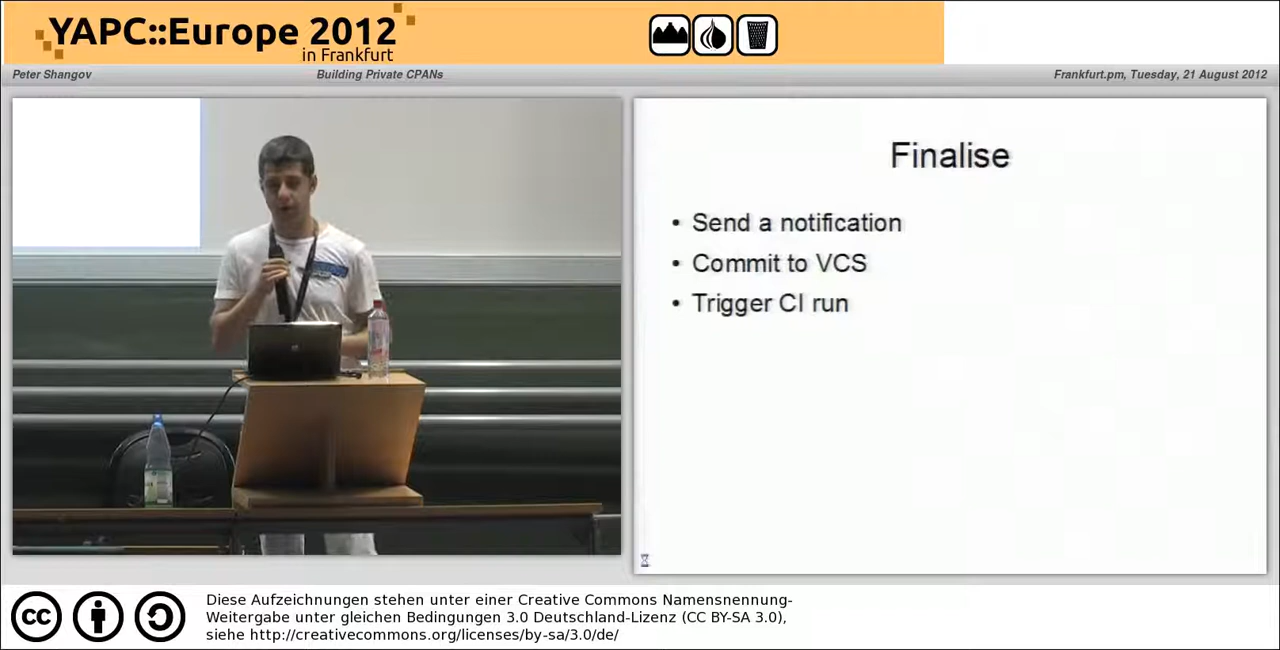 YAPC::Europe 2012
in Frankfurt
Peter Shangov
Building Private CPANs
Frankfurt.pm, Tuesday, 21 August 2012
Finalise
• Send a notification
• Commit to VCS
• Trigger CI run
cc
Diese Aufzeichnungen stehen unter einer Creative Commons Namensnennung-
Weitergabe unter gleichen Bedingungen 3.0 Deutschland-Lizenz (CC BY-SA 3.0),
siehe http://creativecommons.org/licenses/by-sa/3.0/de/